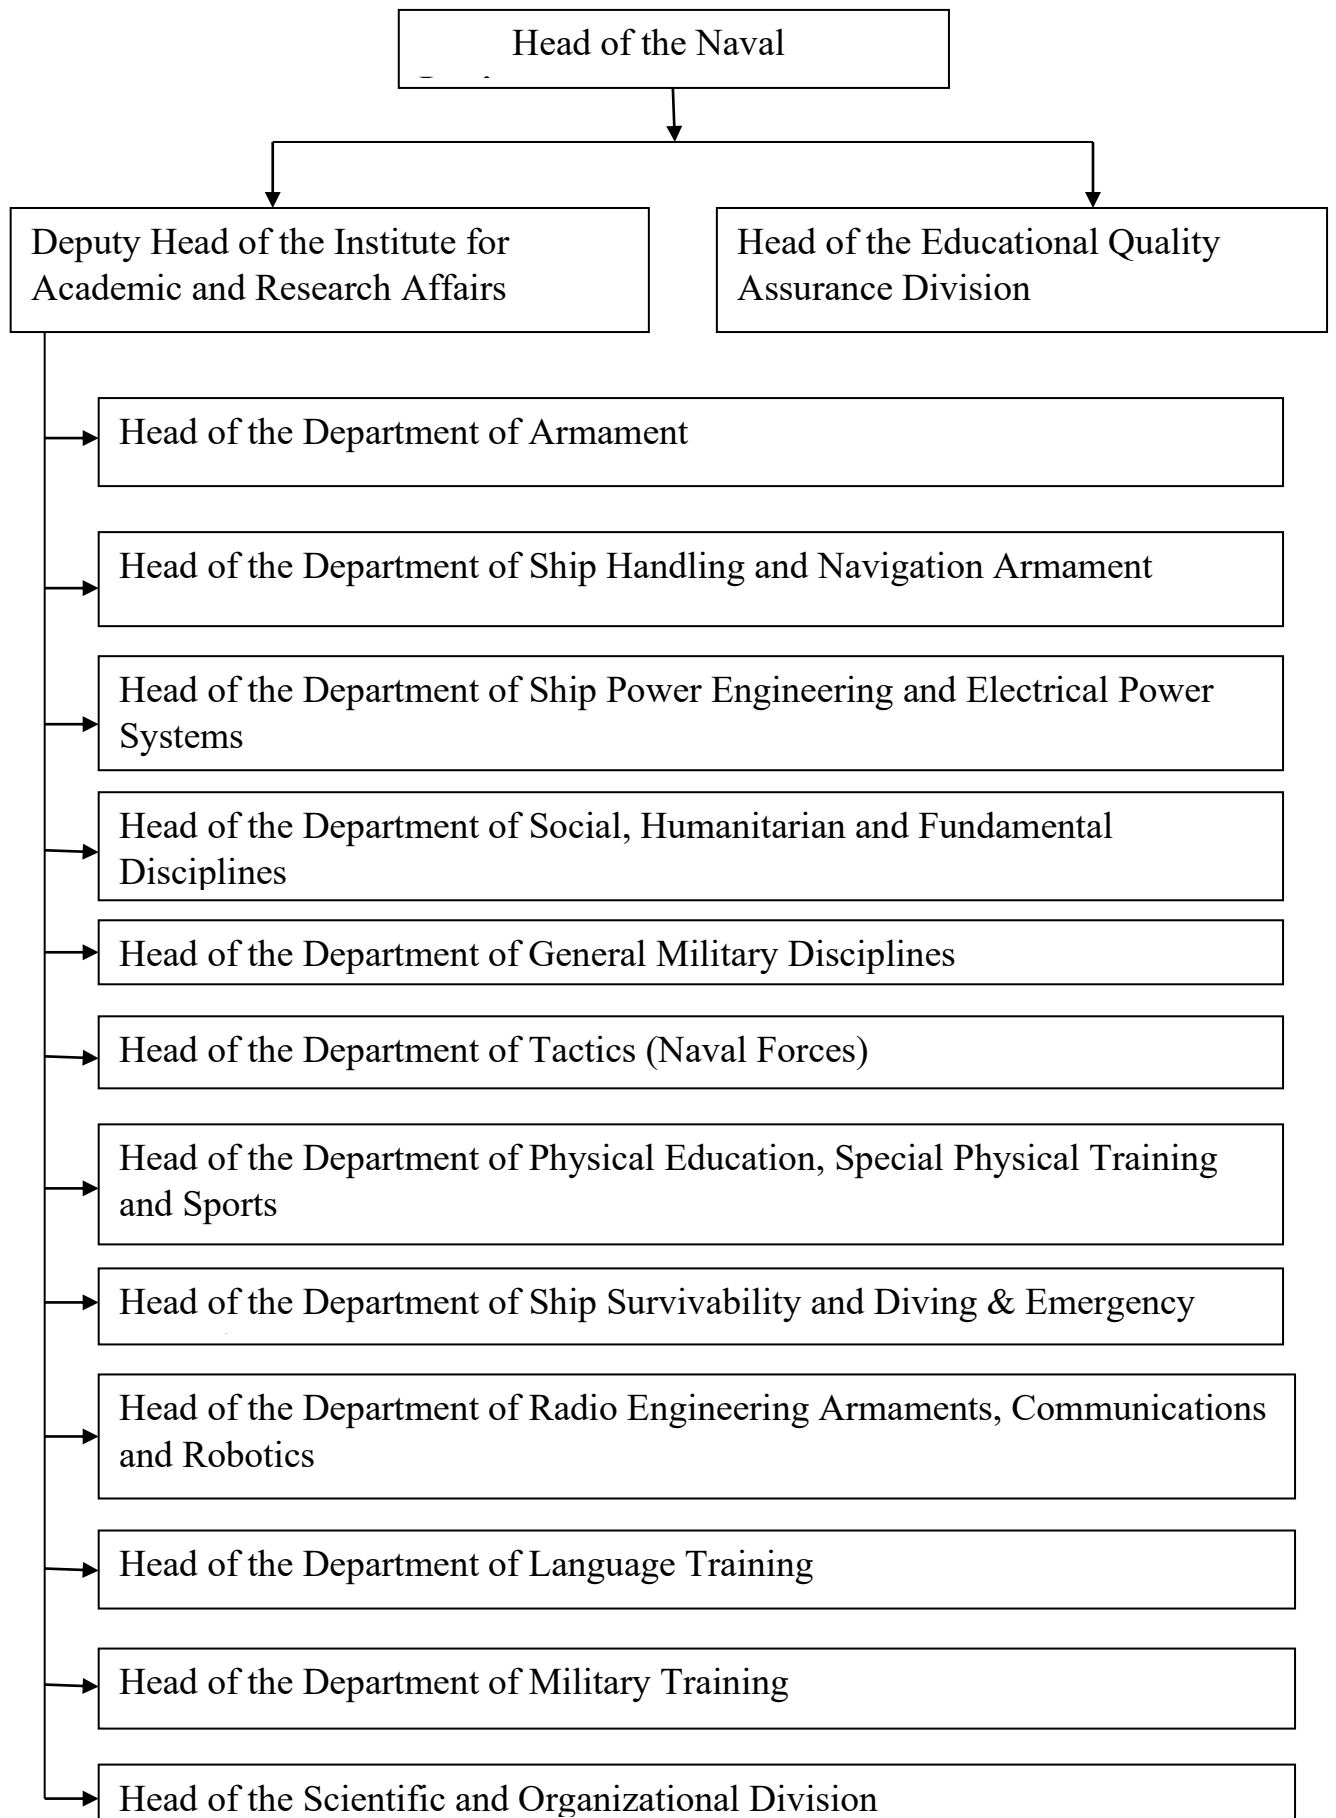 Head of the Naval
Deputy Head of the Institute for
Academic and Research Affairs
Head of the Educational Quality
Assurance Division
Head of the Department of Armament
Head of the Department of Ship Handling and Navigation Armament
Head of the Department of Ship Power Engineering and Electrical Power
Systems
Head of the Department of Social, Humanitarian and Fundamental
Disciplines
Head of the Department of General Military Disciplines
Head of the Department of Tactics (Naval Forces)
Head of the Department of Physical Education, Special Physical Training
and Sports
Head of the Department of Ship Survivability and Diving & Emergency
Head of the Department of Radio Engineering Armaments, Communications
and Robotics
Head of the Department of Language Training
Head of the Department of Military Training
Head of the Scientific and Organizational Division